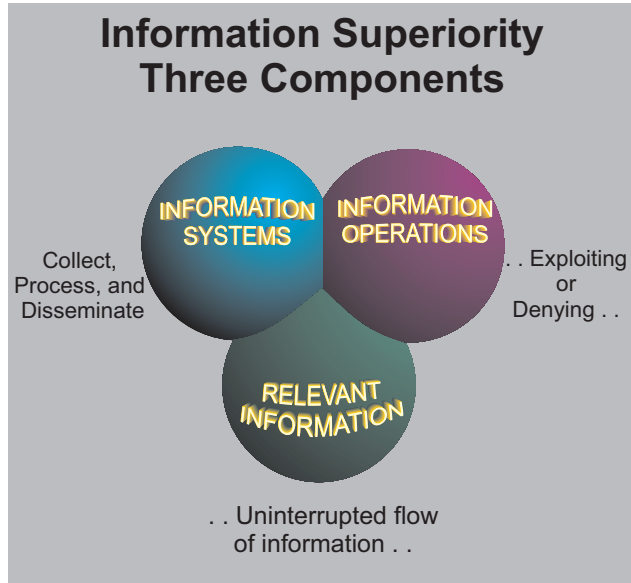 Information Superiority
Three Components
INFORMATION
SYSTEMS
INFORMATION
OPERATIONS
Collect,
Process, and
Disseminate
. . Exploiting
or
Denying . .
RELEVANT
INFORMATION
. . Uninterrupted flow
of information . .